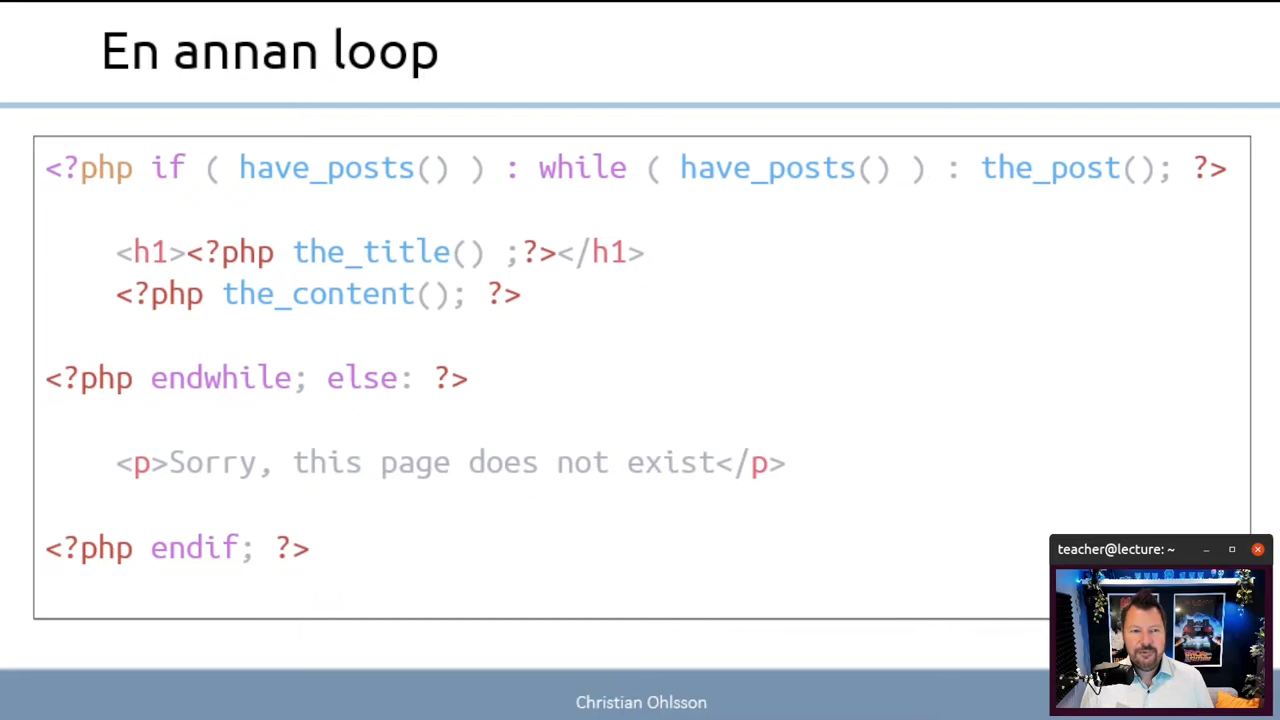 En annan loop
<?php if ( have_posts() ) : while ( have_posts() ) : the_post(); ?>
<h1><?php the_title() ;?></h1>
<?php the_content(); ?>
<?php endwhile; else: ?>
<p>Sorry, this page does not exist</p>
<?php endif; ?>
teacher@lecture: ~
Christian Ohlsson